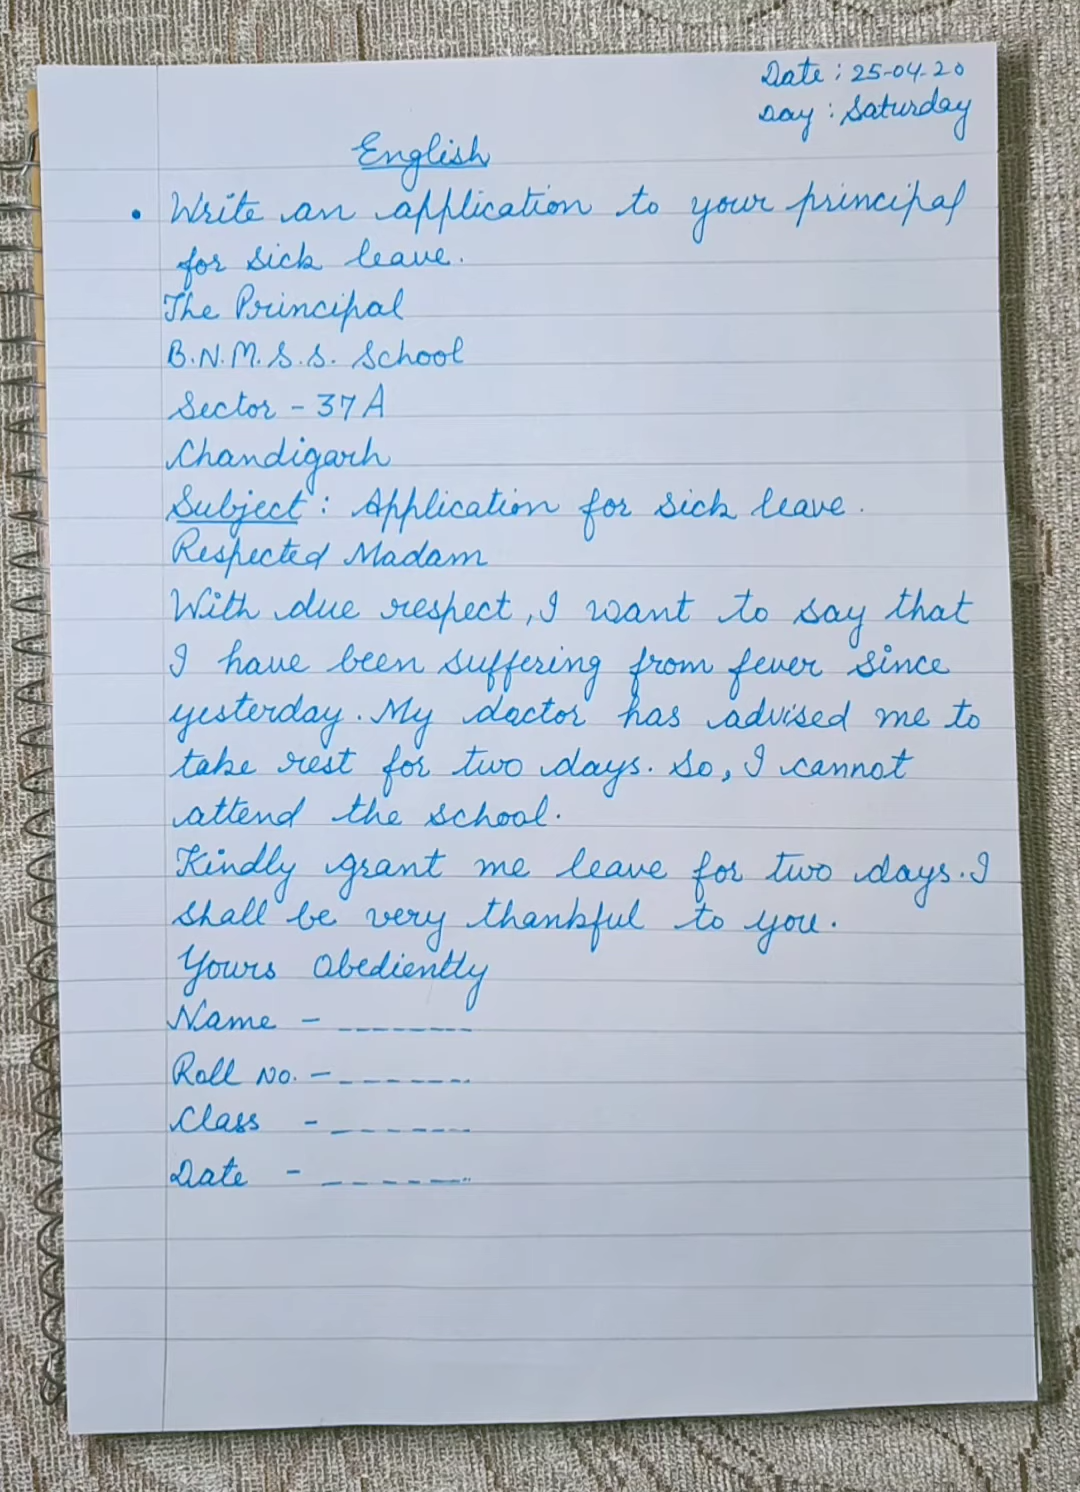 Date : 25-04-20
Day : Saturday
English
• Write an application to your principal
for sick leave.
The Principal
B.N.M.S.S. School
Sector - 37A
Chandigarh
Subject : Application for sick leave.
Respected Madam
With due respect, I want to say that
I have been suffering from fever since
yesterday. My doctor has advised me to
take rest for two days. So, I cannot
attend the school.
Kindly grant me leave for two days. I
shall be very thankful to you.
Yours Obediently
Name - _ _ _ _ _ _ _
Roll No. - _ _ _ _ _ _ _
Class - _ _ _ _ _ _ _
Date - _ _ _ _ _ _ _